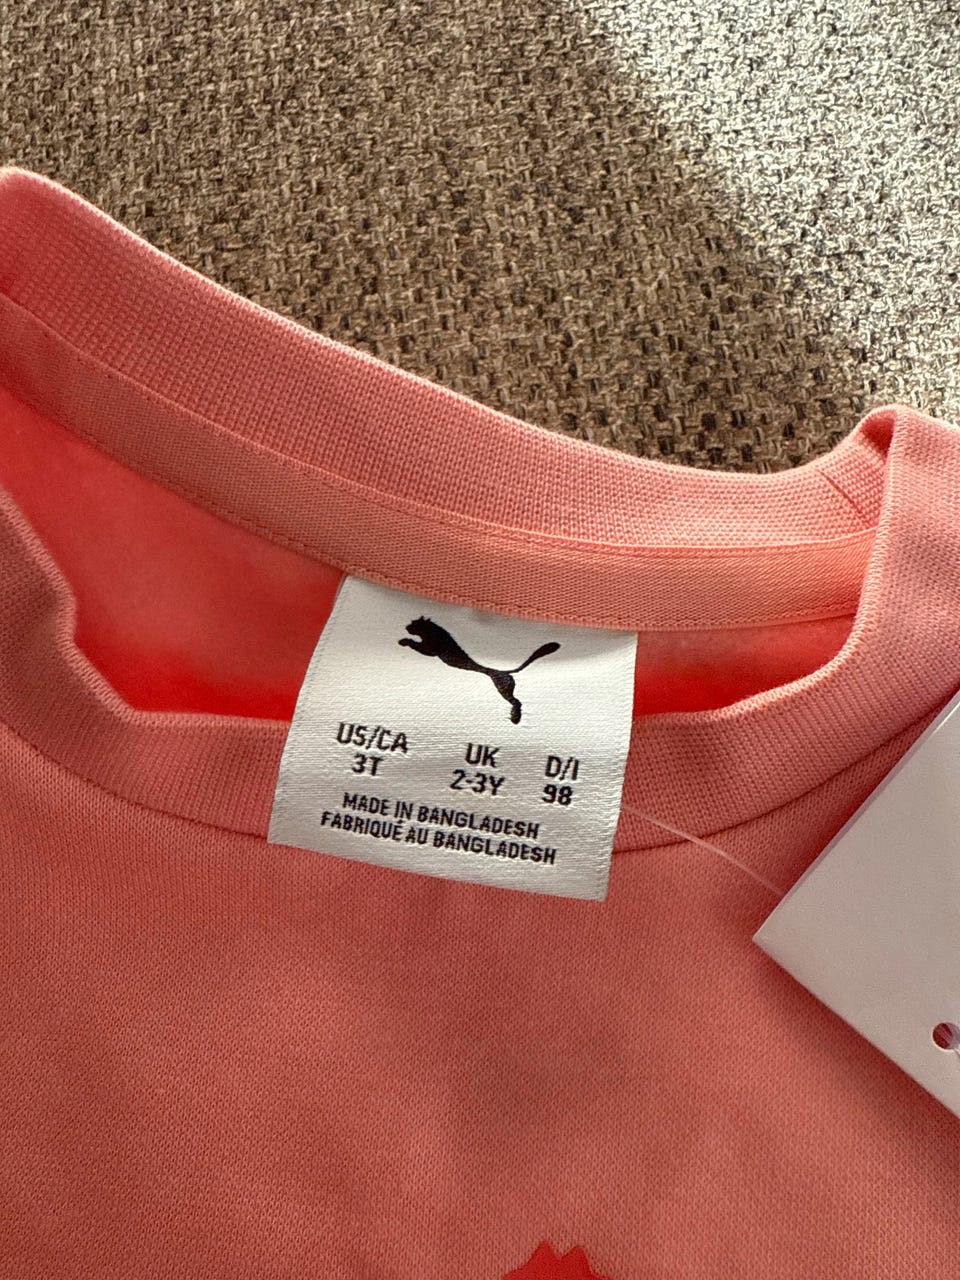 US/CA UK D/I
3T 2-3Y 98
MADE IN BANGLADESH
FABRIQUÉ AU BANGLADESH